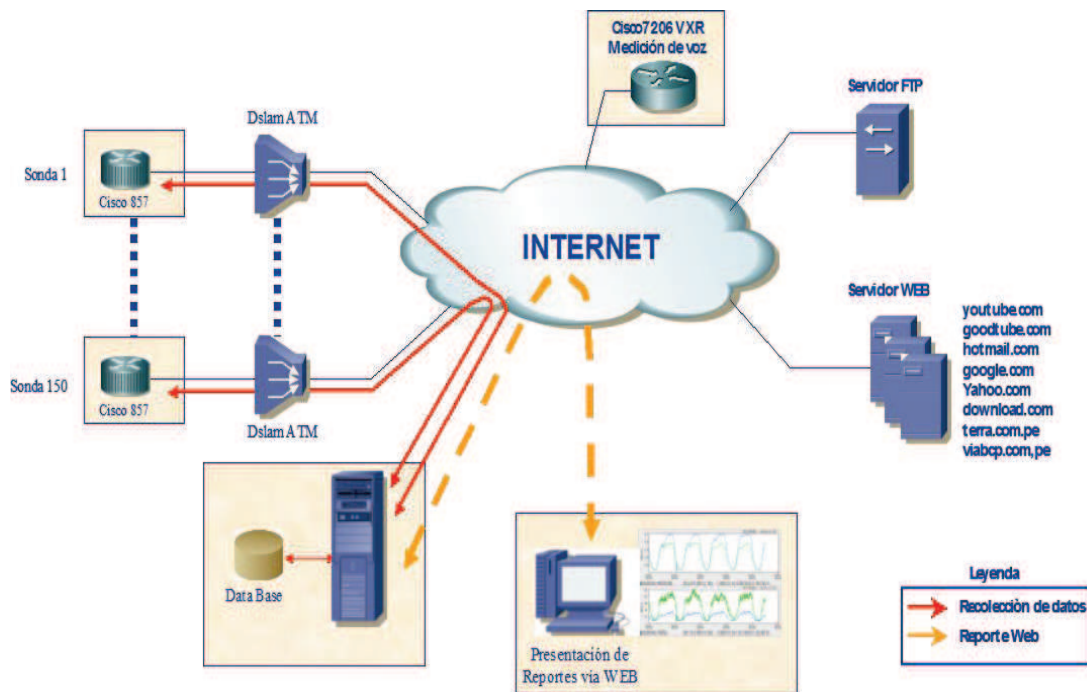 Cisco7206 VXR
Medición de voz
Servidor FTP
Dslam ATM
Sonda 1
Cisco 857
INTERNET
Servidor WEB
youtube.com
goodtube.com
hotmail.com
google.com
Yahoo.com
download.com
terra.com,pe
viabcp.com,pe
Sonda 150
Cisco 857
Dslam ATM
Data Base
Presentación de
Reportes via WEB
Leyenda
Recolecciòn de datos
Reporte Web